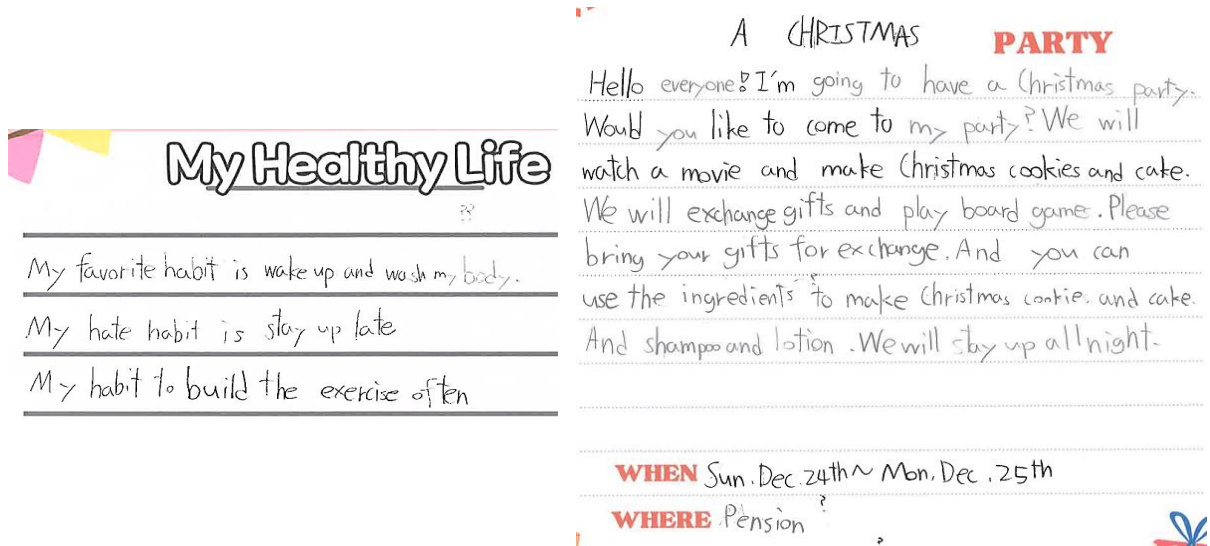 My Healthy Life
??
My favorite habit is wake up and wash my body.
My hate habit is stay up late
My habit to build the exercise often
A CHRISTMAS PARTY
Hello everyone! I'm going to have a Christmas party.
Would you like to come to my party? We will
watch a movie and make Christmas cookies and cake.
We will exchange gifts and play board games. Please
bring your gifts for exchange. And you can
use the ingredients to make Christmas cookie. and cake.
And shampoo and lotion. We will stay up all night.
WHEN Sun. Dec. 24th ~ Mon. Dec. 25th
WHERE Pension ?
?